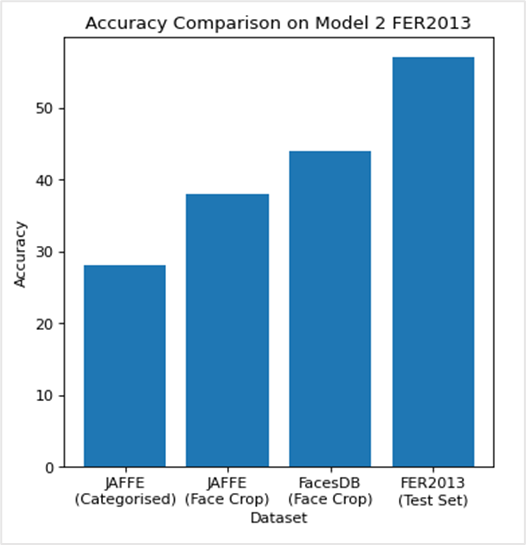 Accuracy Comparison on Model 2 FER2013
Accuracy
50
40
30
20
10
0
JAFFE
(Categorised)
JAFFE
(Face Crop)
FacesDB
(Face Crop)
FER2013
(Test Set)
Dataset